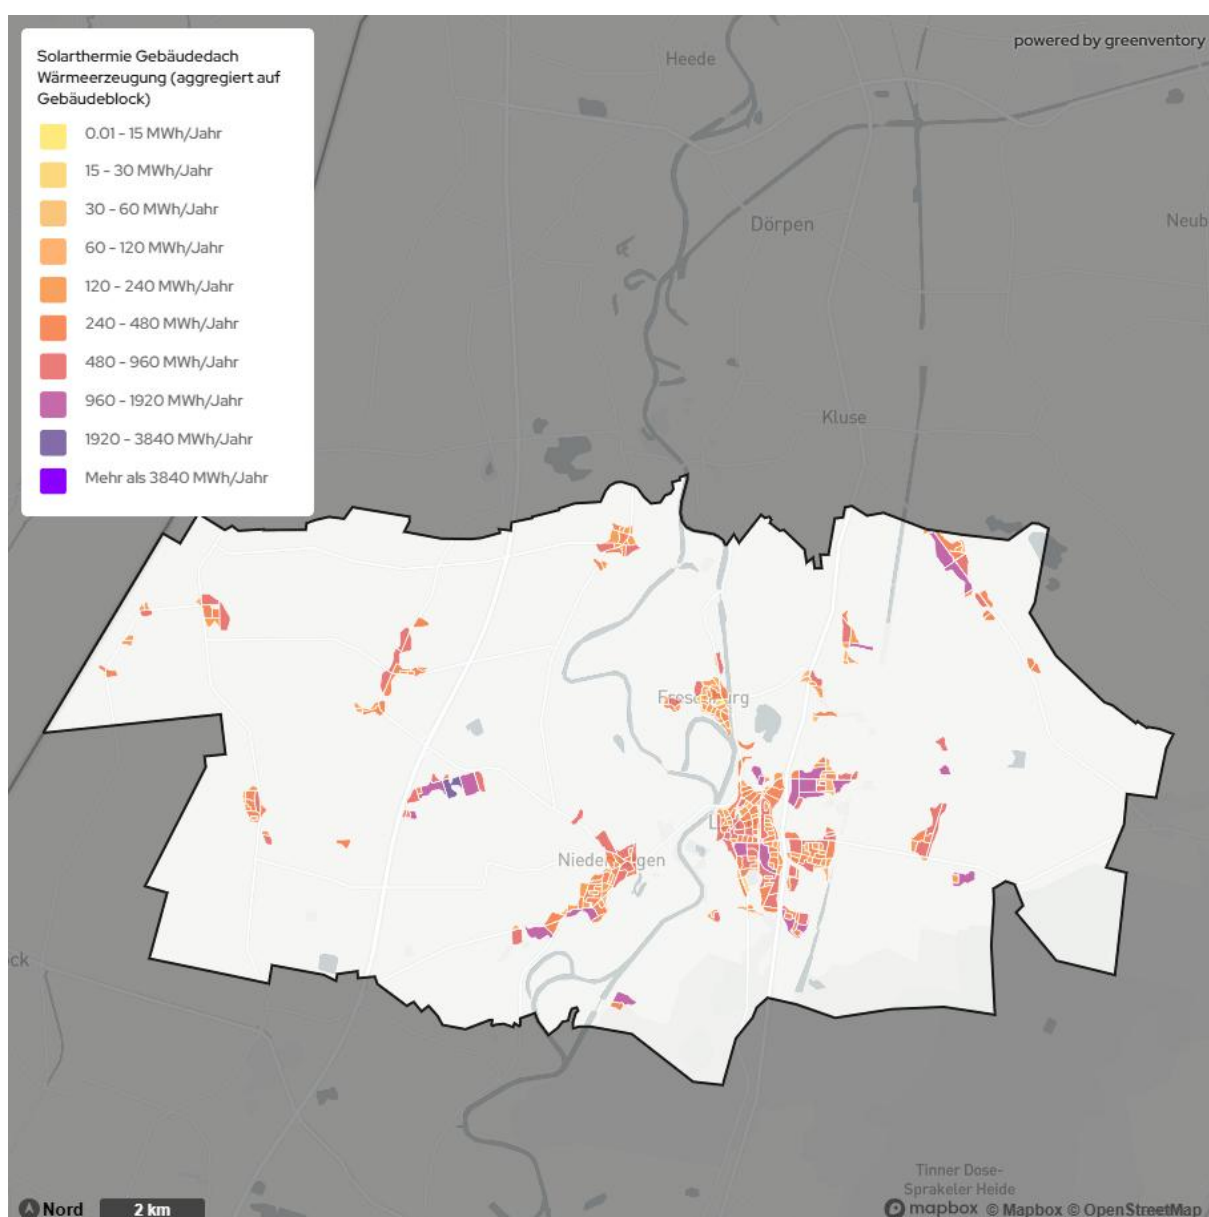 Solarthermie Gebäudedach
Wärmeerzeugung (aggregiert auf
Gebäudeblock)
0.01 - 15 MWh/Jahr
15 - 30 MWh/Jahr
30 - 60 MWh/Jahr
60 - 120 MWh/Jahr
120 - 240 MWh/Jahr
240 - 480 MWh/Jahr
480 - 960 MWh/Jahr
960 - 1920 MWh/Jahr
1920 - 3840 MWh/Jahr
Mehr als 3840 MWh/Jahr
powered by greenventory
Heede
Dörpen
Neub
Kluse
ck
Tinner Dose-
Sprakeler Heide
Nord
2 km
mapbox © Mapbox © OpenStreetMap